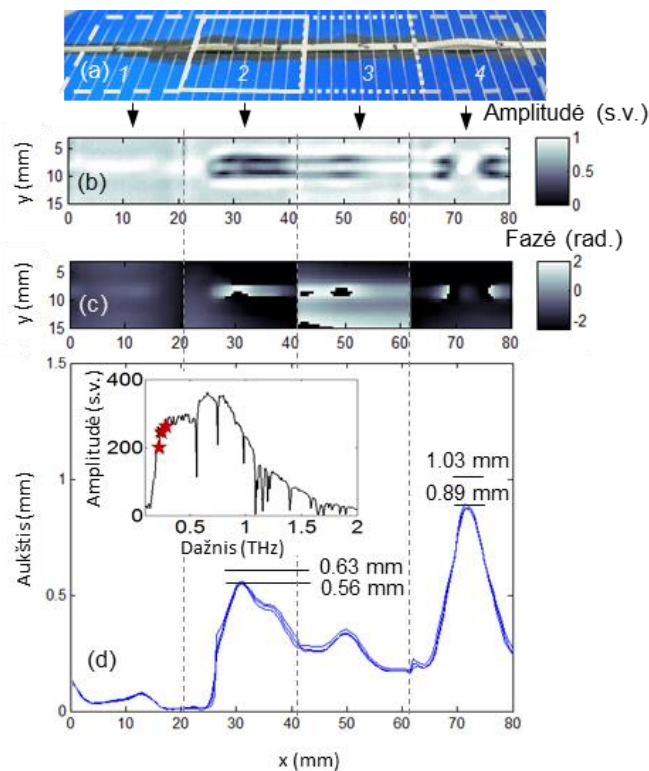 (a) 1 2 3 4
Amplitudė (s.v.)
y (mm)
5
10
15
(b)
0 10 20 30 40 50 60 70 80
1
0.5
0
Fazė (rad.)
y (mm)
5
10
15
(c)
0 10 20 30 40 50 60 70 80
2
0
-2
Aukštis (mm)
1.5
1
0.5
0
Amplitudė (s.v.)
400
200
0
0.5 1 1.5 2
Dažnis (THz)
1.03 mm
0.89 mm
0.63 mm
0.56 mm
(d)
0 10 20 30 40 50 60 70 80
x (mm)